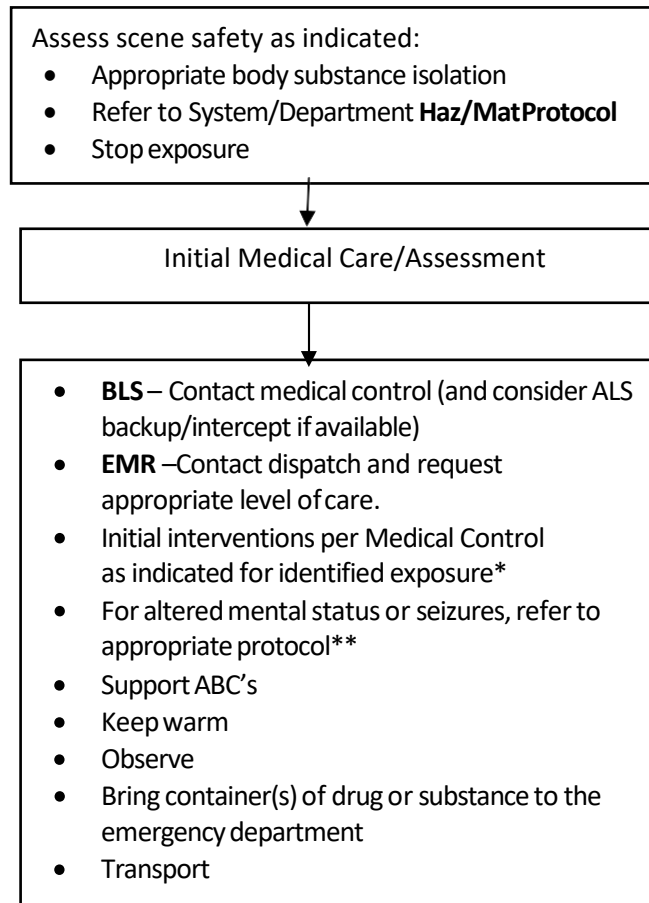 Assess scene safety as indicated:
• Appropriate body substance isolation
• Refer to System/Department Haz/MatProtocol
• Stop exposure
Initial Medical Care/Assessment
• BLS – Contact medical control (and consider ALS
backup/intercept if available)
• EMR –Contact dispatch and request
appropriate level of care.
• Initial interventions per Medical Control
as indicated for identified exposure*
• For altered mental status or seizures, refer to
appropriate protocol**
• Support ABC’s
• Keep warm
• Observe
• Bring container(s) of drug or substance to the
emergency department
• Transport